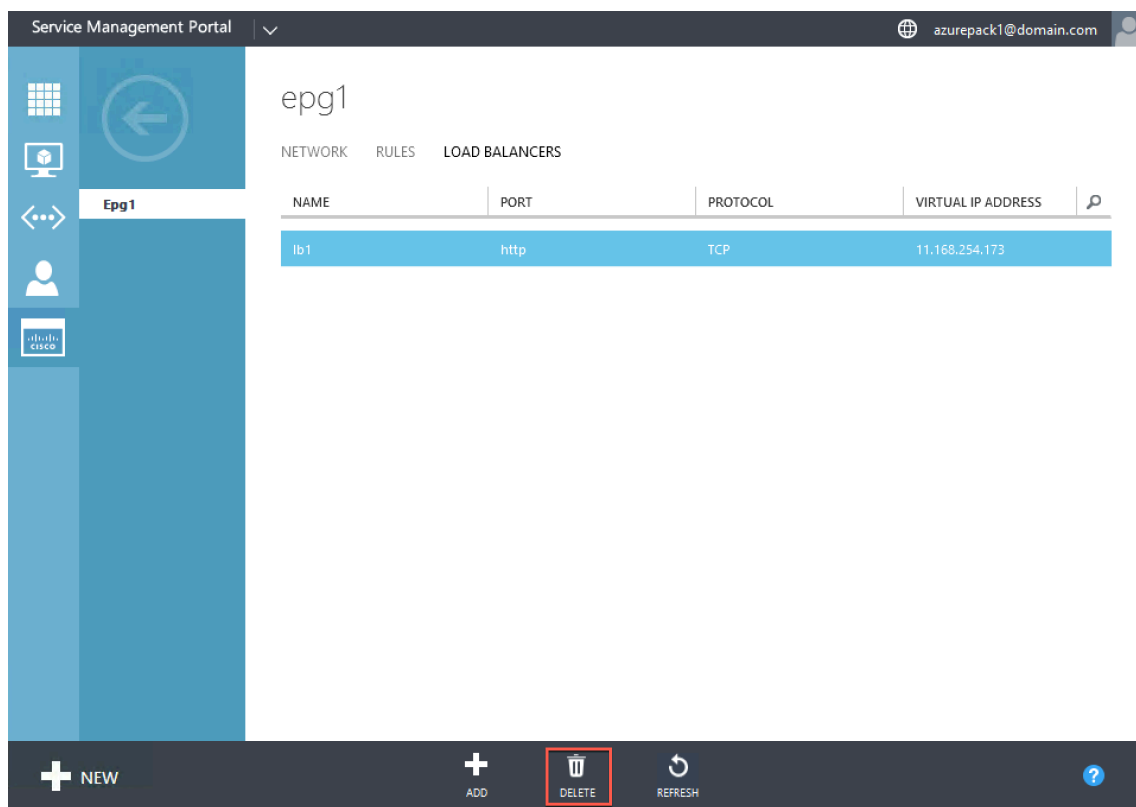 Service Management Portal
azurepack1@domain.com
epg1
NETWORK RULES LOAD BALANCERS
Epg1
NAME PORT PROTOCOL VIRTUAL IP ADDRESS
lb1 http TCP 11.168.254.173
cisco
NEW
ADD
DELETE
REFRESH
?